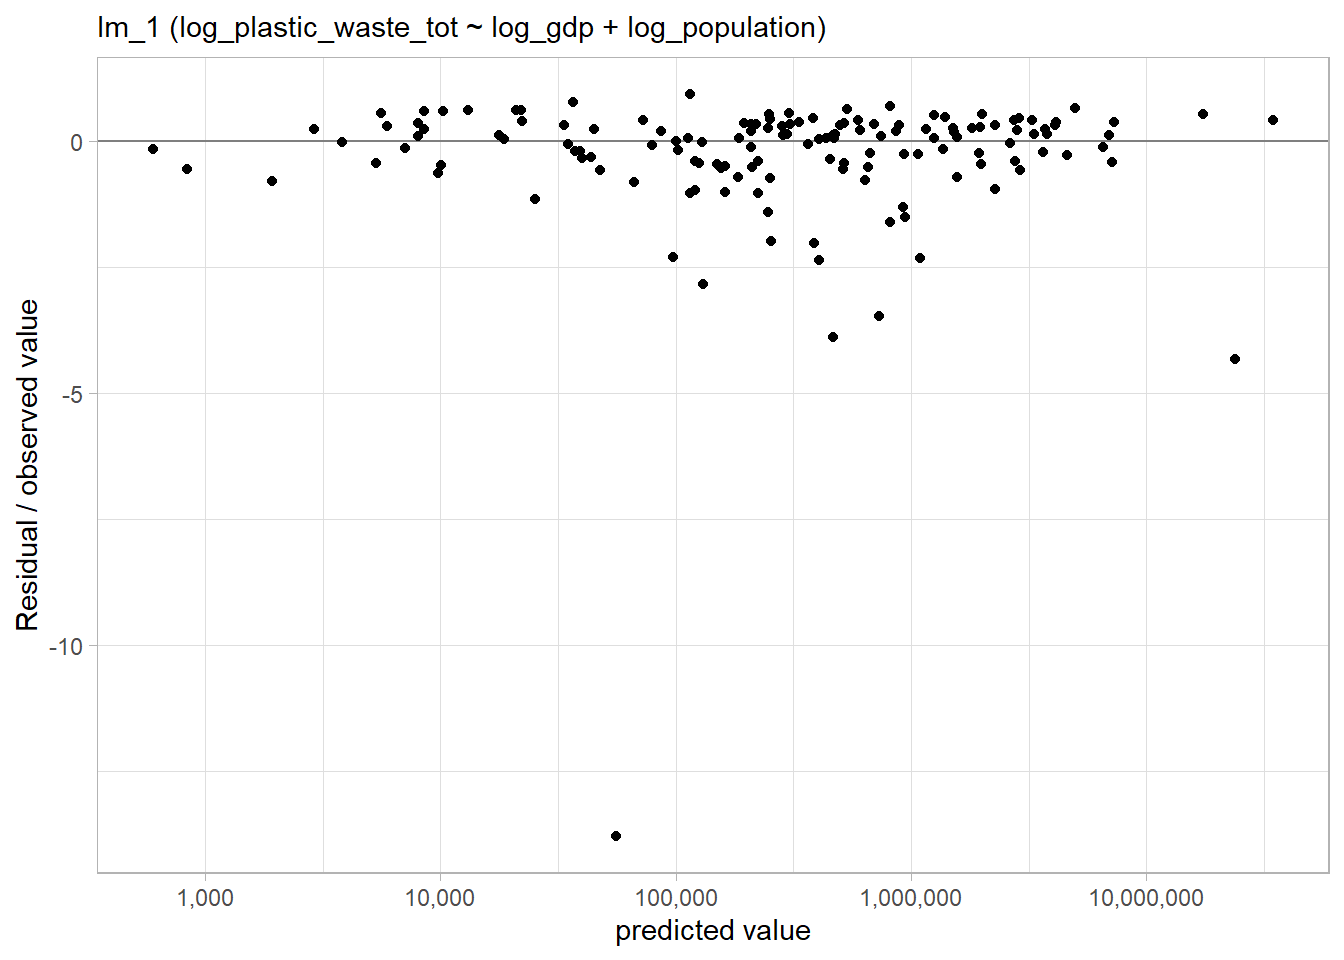 lm_1 (log_plastic_waste_tot ~ log_gdp + log_population)
Residual / observed value
0
-5
-10
1,000
10,000
100,000
1,000,000
10,000,000
predicted value